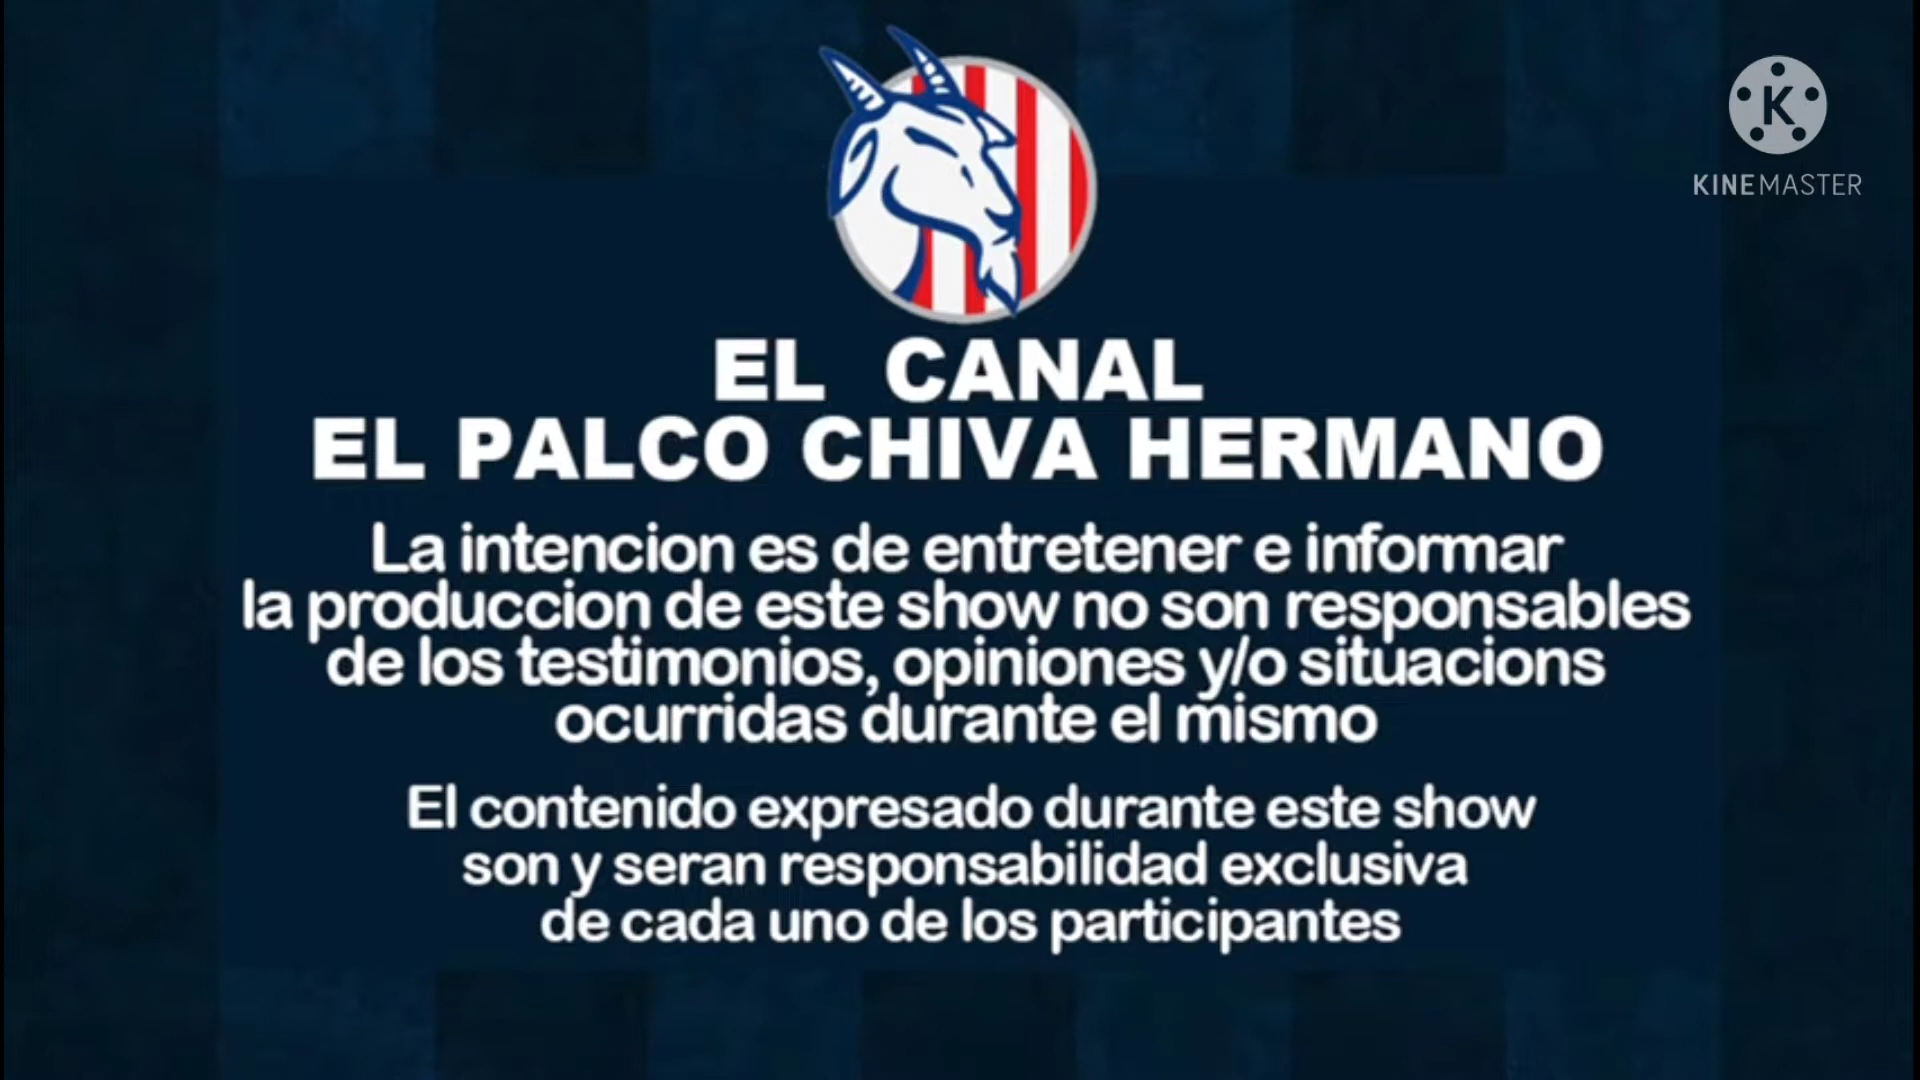 K
KINEMASTER
EL CANAL
EL PALCO CHIVA HERMANO
La intencion es de entretener e informar
la produccion de este show no son responsables
de los testimonios, opiniones y/o situacions
ocurridas durante el mismo
El contenido expresado durante este show
son y seran responsabilidad exclusiva
de cada uno de los participantes